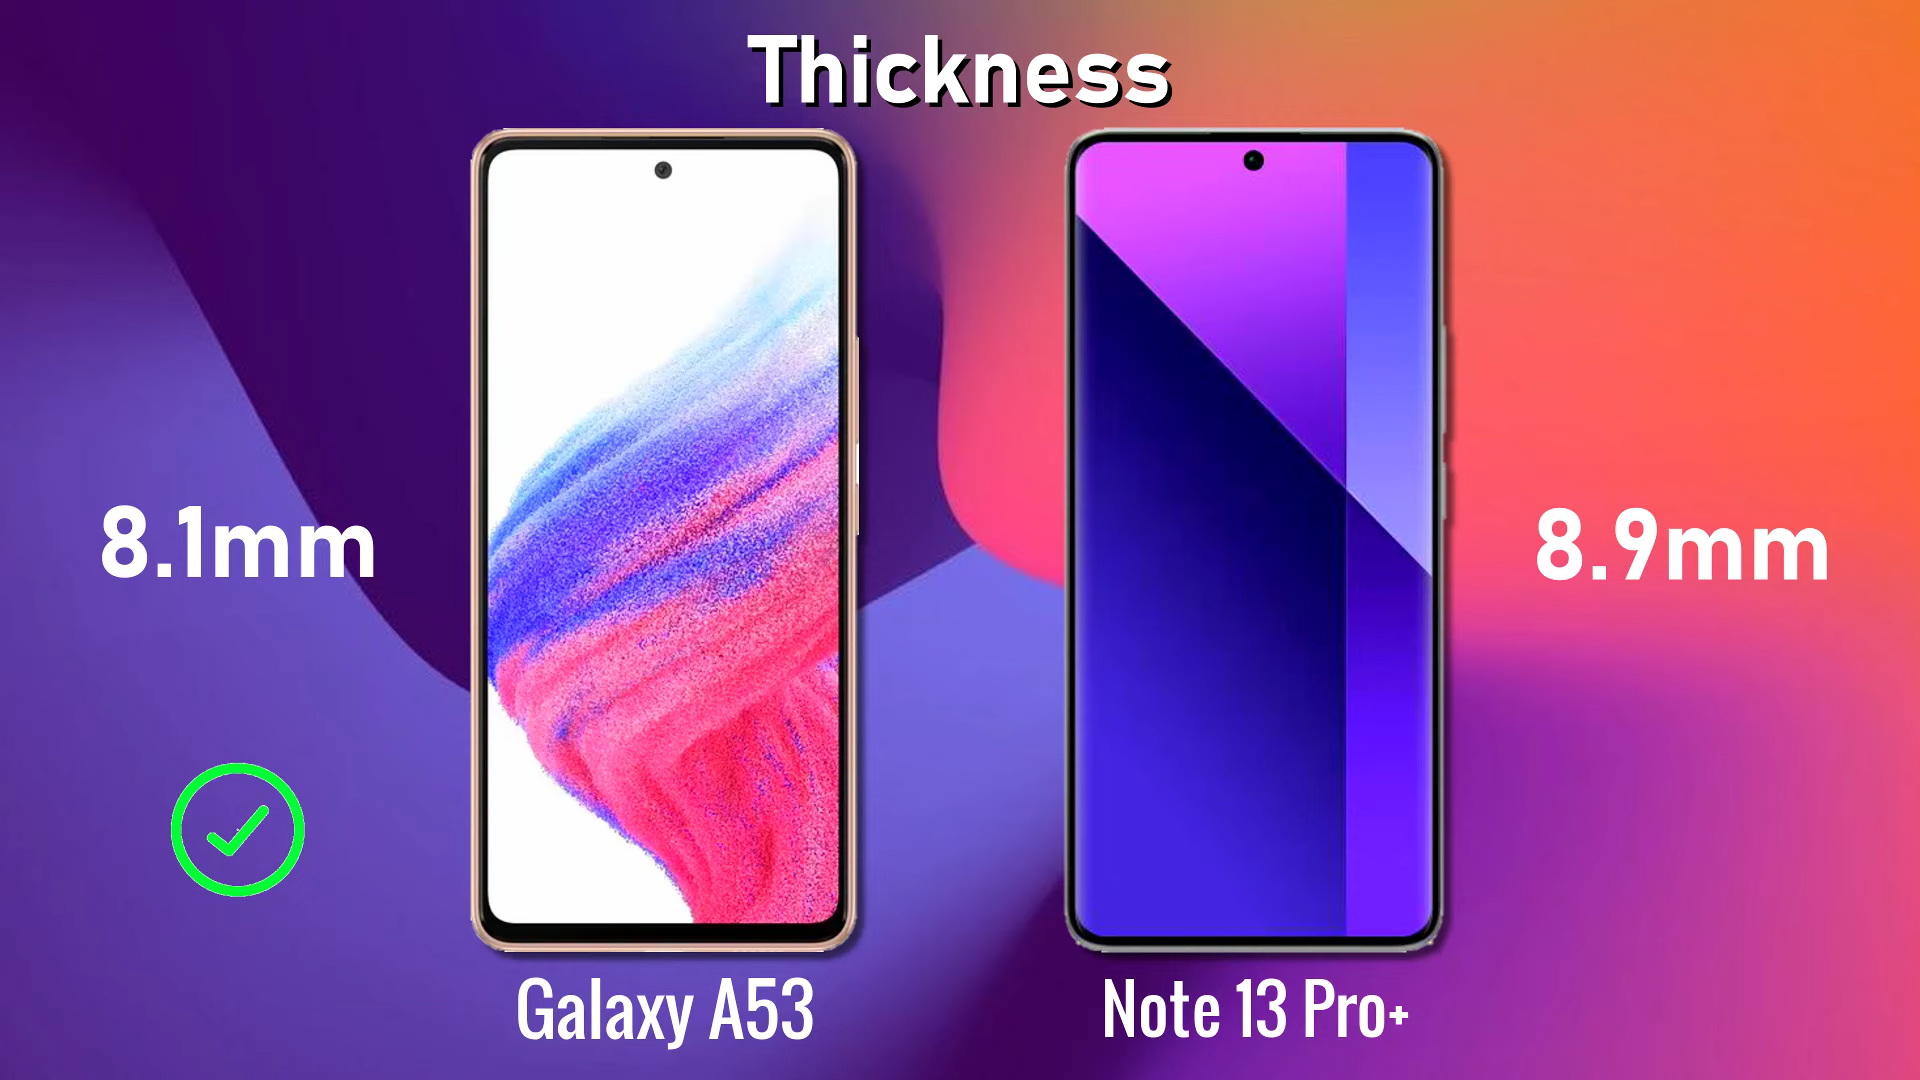 Thickness
8.1mm
8.9mm
Galaxy A53
Note 13 Pro+